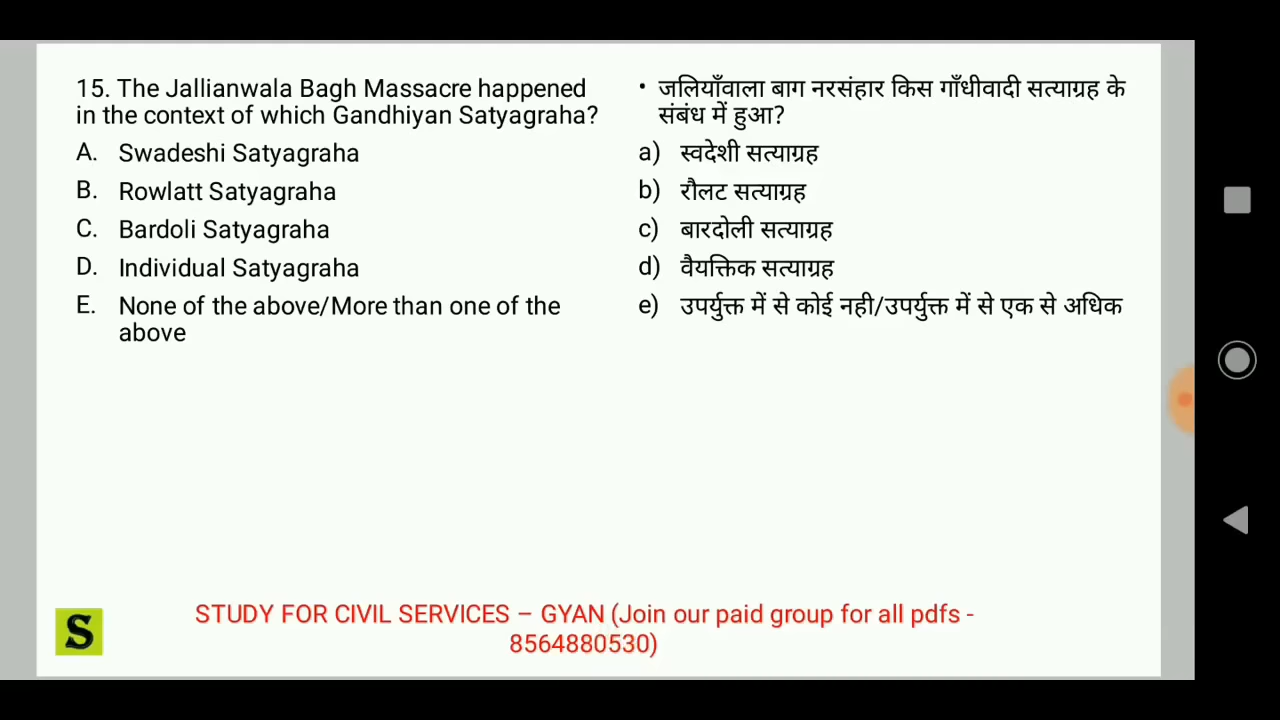 15. The Jallianwala Bagh Massacre happened
in the context of which Gandhiyan Satyagraha?
A. Swadeshi Satyagraha
B. Rowlatt Satyagraha
C. Bardoli Satyagraha
D. Individual Satyagraha
E. None of the above/More than one of the
above
• जलियाँवाला बाग नरसंहार किस गाँधीवादी सत्याग्रह के
संबंध में हुआ?
a) स्वदेशी सत्याग्रह
b) रौलट सत्याग्रह
c) बारदोली सत्याग्रह
d) वैयक्तिक सत्याग्रह
e) उपर्युक्त में से कोई नही/उपर्युक्त में से एक से अधिक
S
STUDY FOR CIVIL SERVICES – GYAN (Join our paid group for all pdfs -
8564880530)